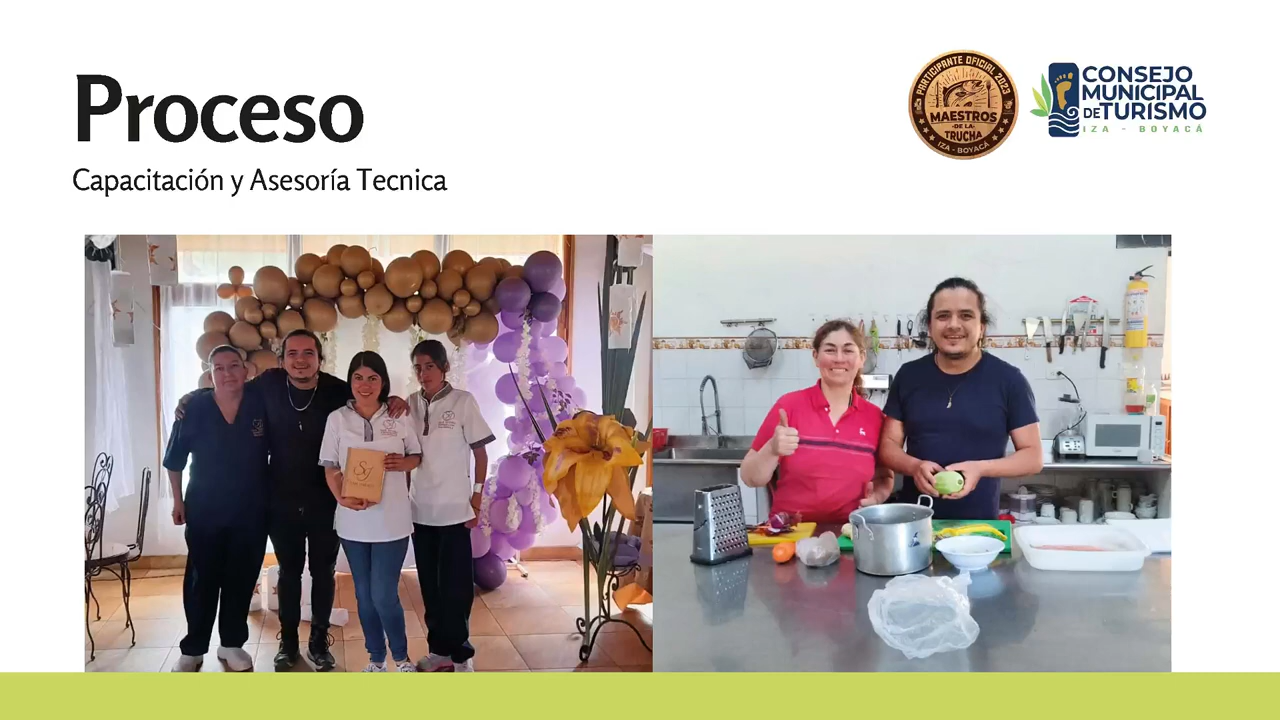 Proceso
Capacitación y Asesoría Tecnica
PARTICIPANTE OFICIAL 2023
MAESTROS
DE LA
TRUCHA
IZA - BOYACÁ
CONSEJO
MUNICIPAL
DE TURISMO
IZA - BOYACÁ